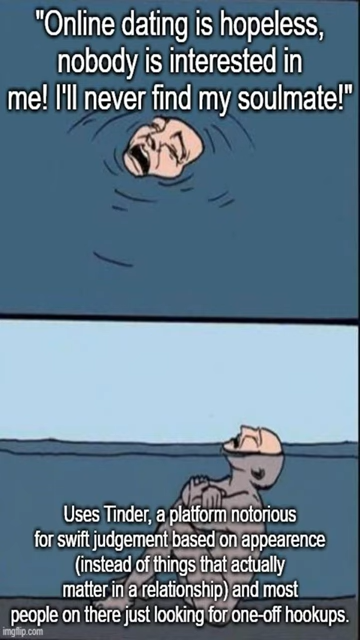 "Online dating is hopeless,
nobody is interested in
me! I'll never find my soulmate!"
Uses Tinder, a platform notorious
for swift judgement based on appearence
(instead of things that actually
matter in a relationship) and most
people on there just looking for one-off hookups.
imgflip.com